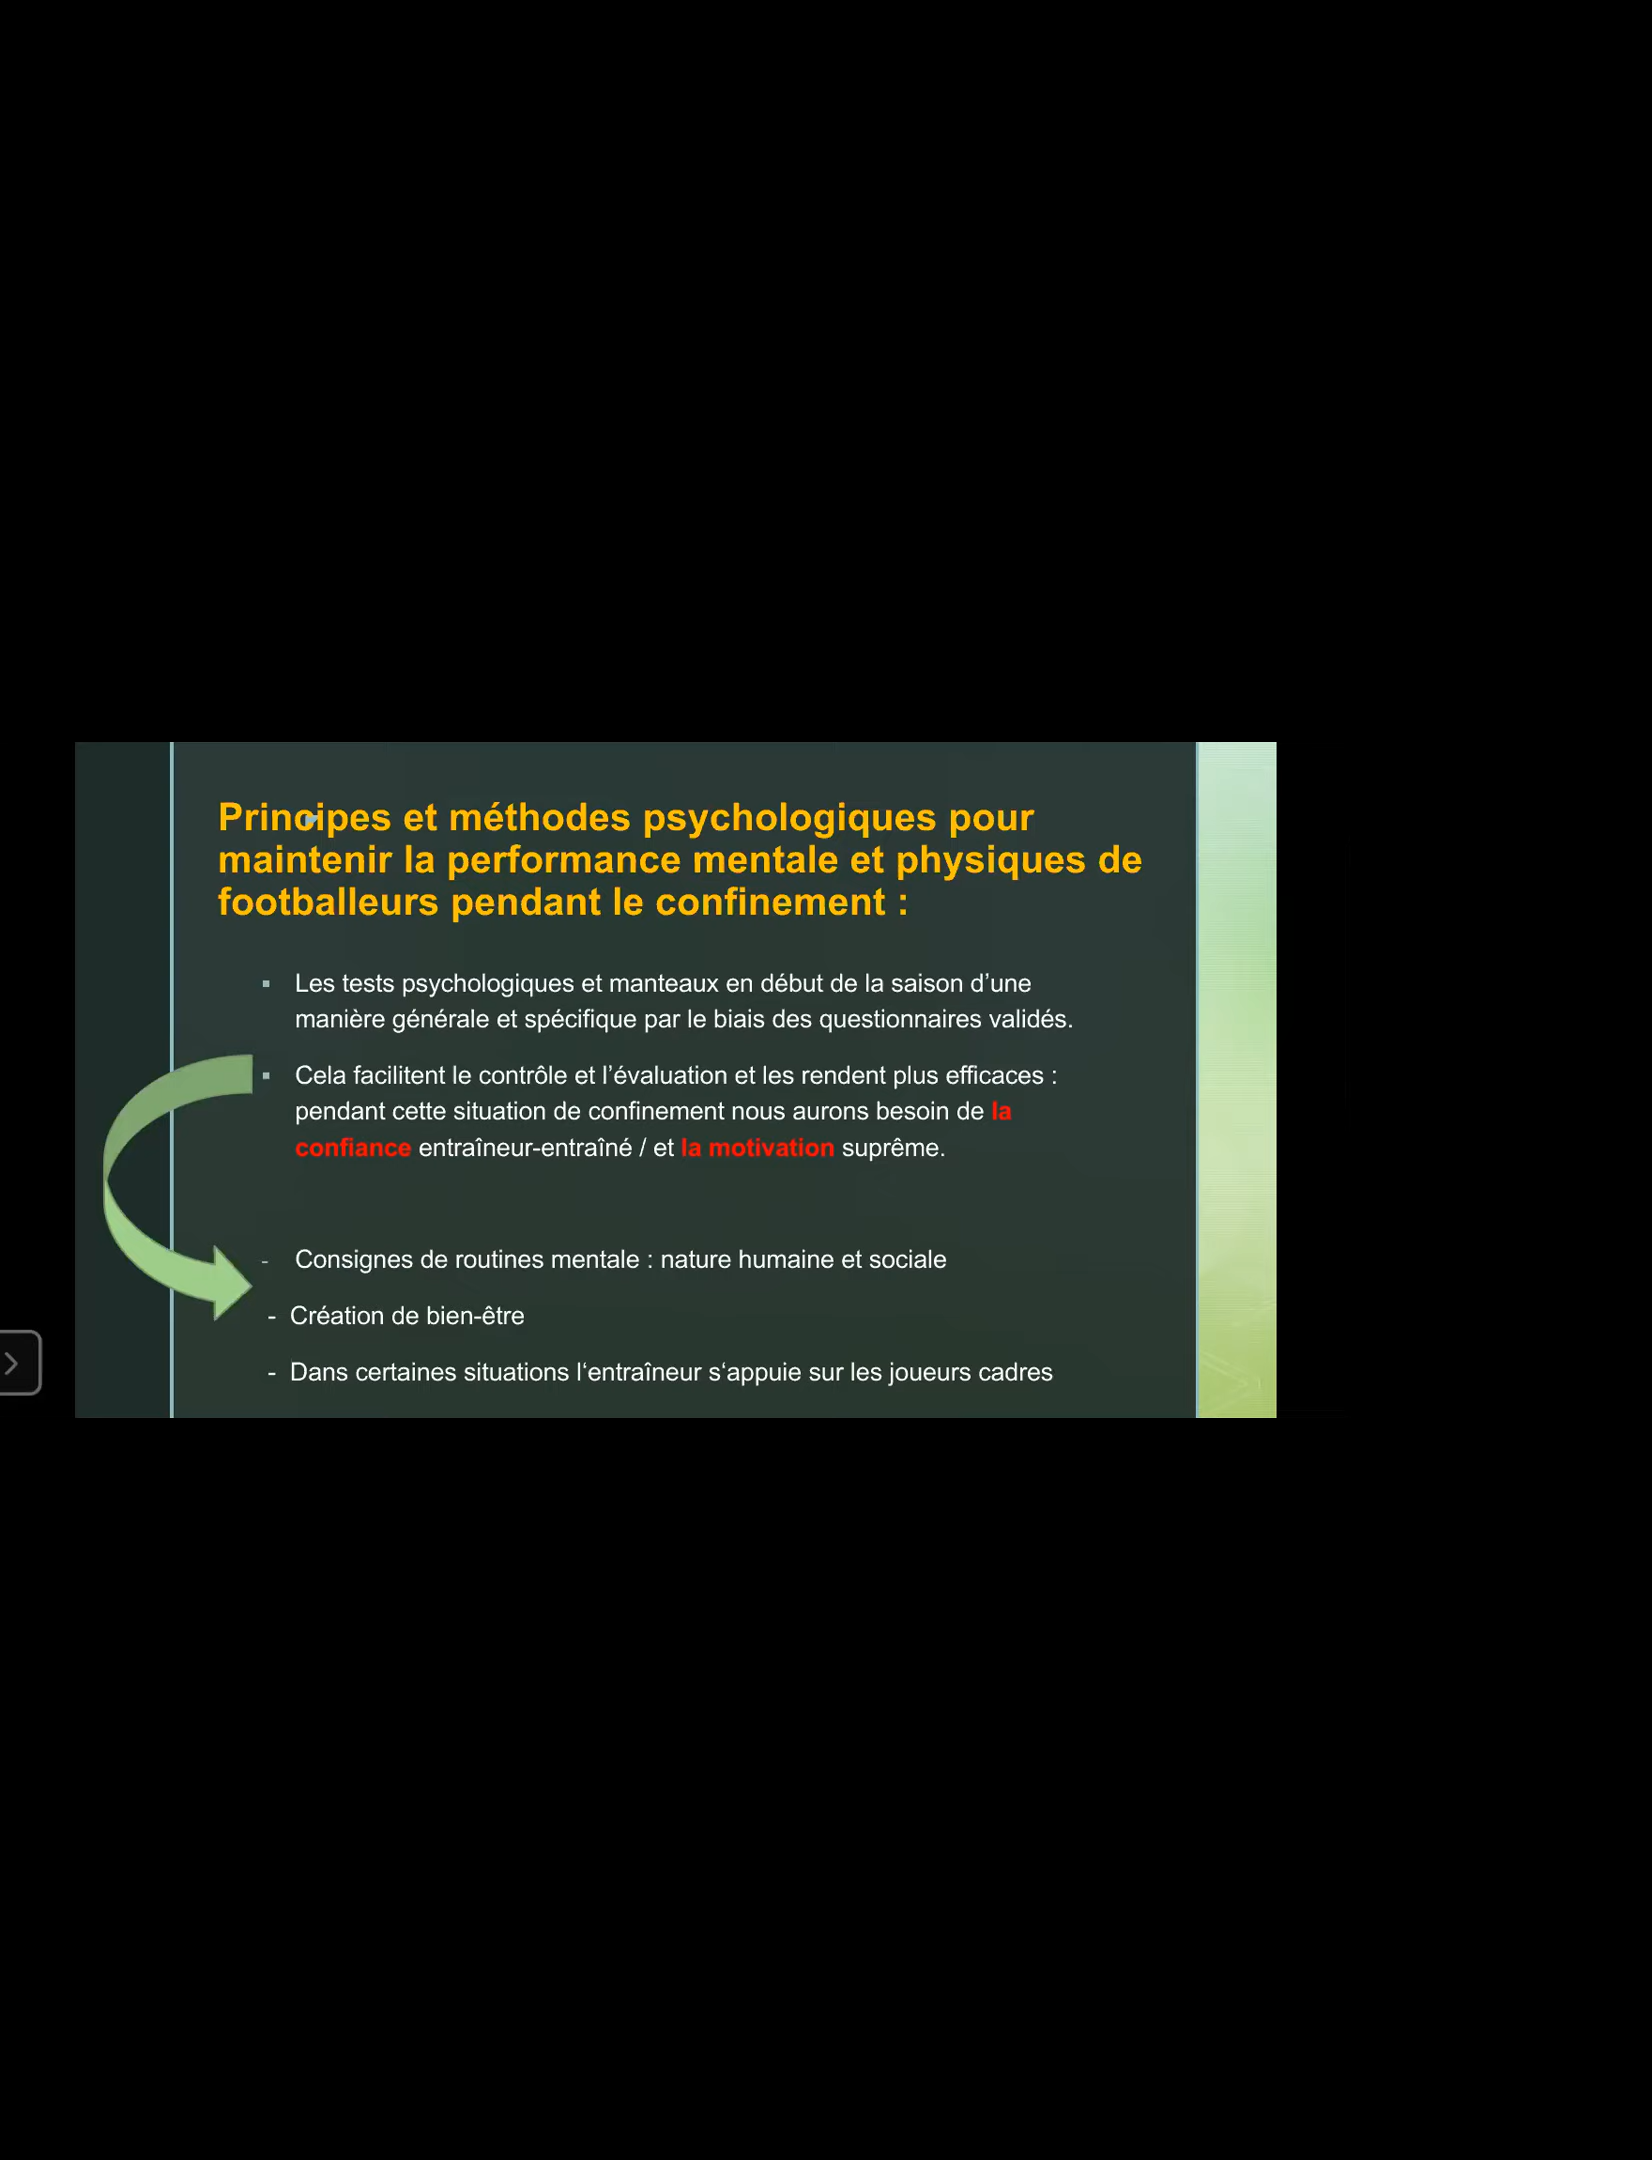 Principes et méthodes psychologiques pour
maintenir la performance mentale et physiques de
footballeurs pendant le confinement :
▪ Les tests psychologiques et manteaux en début de la saison d’une
manière générale et spécifique par le biais des questionnaires validés.
▪ Cela facilitent le contrôle et l’évaluation et les rendent plus efficaces :
pendant cette situation de confinement nous aurons besoin de la
confiance entraîneur-entraîné / et la motivation suprême.
- Consignes de routines mentale : nature humaine et sociale
- Création de bien-être
- Dans certaines situations l‘entraîneur s‘appuie sur les joueurs cadres